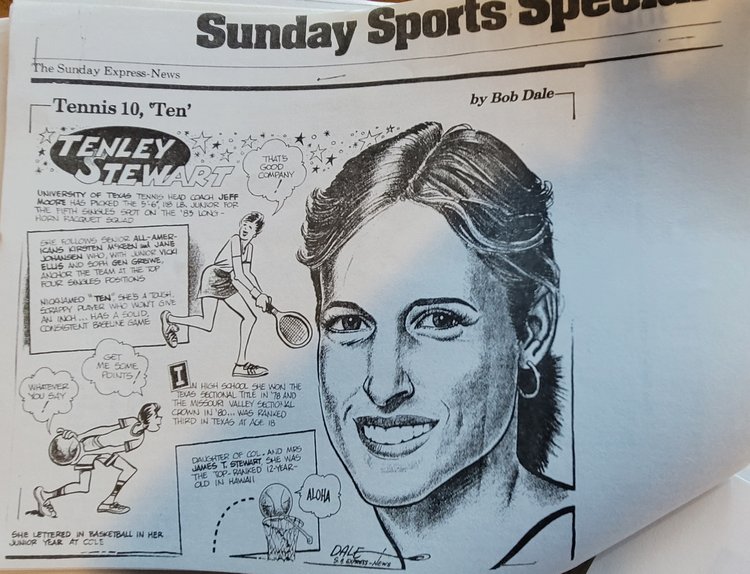 Sunday Sports Special
The Sunday Express-News
Tennis 10, 'Ten'
by Bob Dale
TENLEY
STEWART
THAT'S
GOOD
COMPANY
!
UNIVERSITY OF TEXAS TENNIS HEAD COACH JEFF
MOORE HAS PICKED THE 5'-6", 118 LB. JUNIOR FOR
THE FIFTH SINGLES SPOT ON THE '83 LONG-
HORN RACQUET SQUAD
SHE FOLLOWS SENIOR ALL-AMER-
ICANS KIRSTEN McKEEN and JANE
JOHANSEN WHO, WITH JUNIOR VICKI
ELLIS AND SOPH GEN GREIWE,
ANCHOR THE TEAM AT THE TOP
FOUR SINGLES POSITIONS
NICKNAMED "TEN", SHE'S A TOUGH,
SCRAPPY PLAYER WHO WON'T GIVE
AN INCH... HAS A SOLID,
CONSISTENT BASELINE GAME
GET
ME SOME
POINTS!
WHATEVER
YOU SAY
!
IN HIGH SCHOOL SHE WON THE
TEXAS SECTIONAL TITLE IN '78 AND
THE MISSOURI VALLEY SECTIONAL
CROWN IN '80... WAS RANKED
THIRD IN TEXAS AT AGE 18
DAUGHTER OF COL. AND MRS
JAMES T. STEWART, SHE WAS
THE TOP-RANKED 12-YEAR-
OLD IN HAWAII
ALOHA
SHE LETTERED IN BASKETBALL IN HER
JUNIOR YEAR AT COLE
DALE
S.A. EXPRESS-NEWS